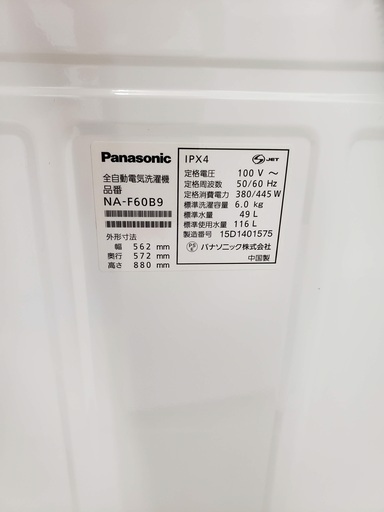 Panasonic
全自動電気洗濯機
品番
NA-F60B9
外形寸法
幅 562 mm
奥行 572 mm
高さ 880 mm
IPX4
JET
定格電圧 100 V ～
定格周波数 50/60 Hz
定格消費電力 380/445 W
標準洗濯容量 6.0 kg
標準水量 49 L
標準使用水量 116 L
製造番号 15D1401575
パナソニック株式会社
中国製